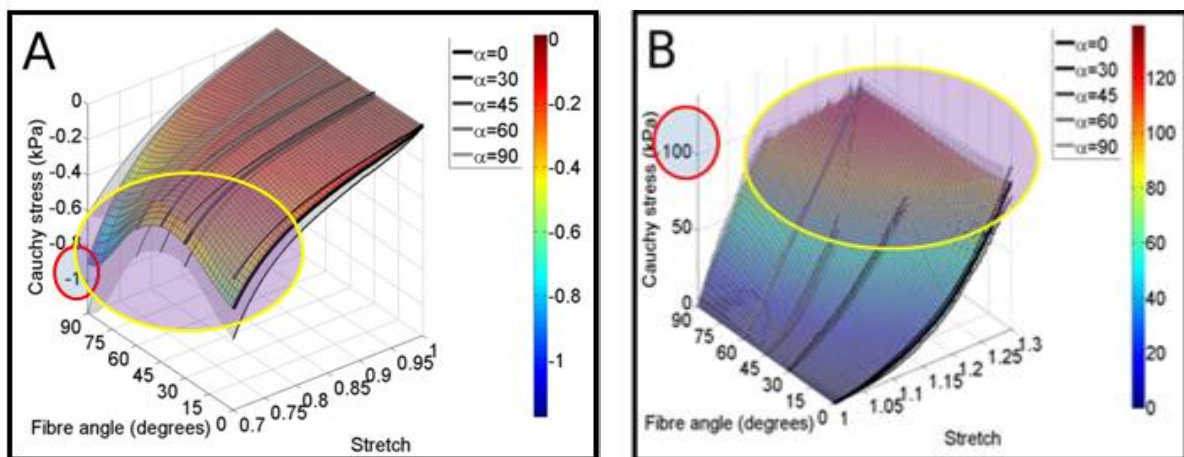 A
α=0
α=30
α=45
α=60
α=90
0
-0.2
-0.4
-0.6
-0.8
-1
Cauchy stress (kPa)
90
75
60
45
30
15
0
Fibre angle (degrees)
0.7
0.75
0.8
0.85
0.9
0.95
1
Stretch
0
-0.2
-0.4
-0.6
-0.8
-1
B
α=0
α=30
α=45
α=60
α=90
100
50
0
Cauchy stress (kPa)
90
75
60
45
30
15
0
Fibre angle (degrees)
1
1.05
1.1
1.15
1.2
1.25
1.3
Stretch
120
100
80
60
40
20
0